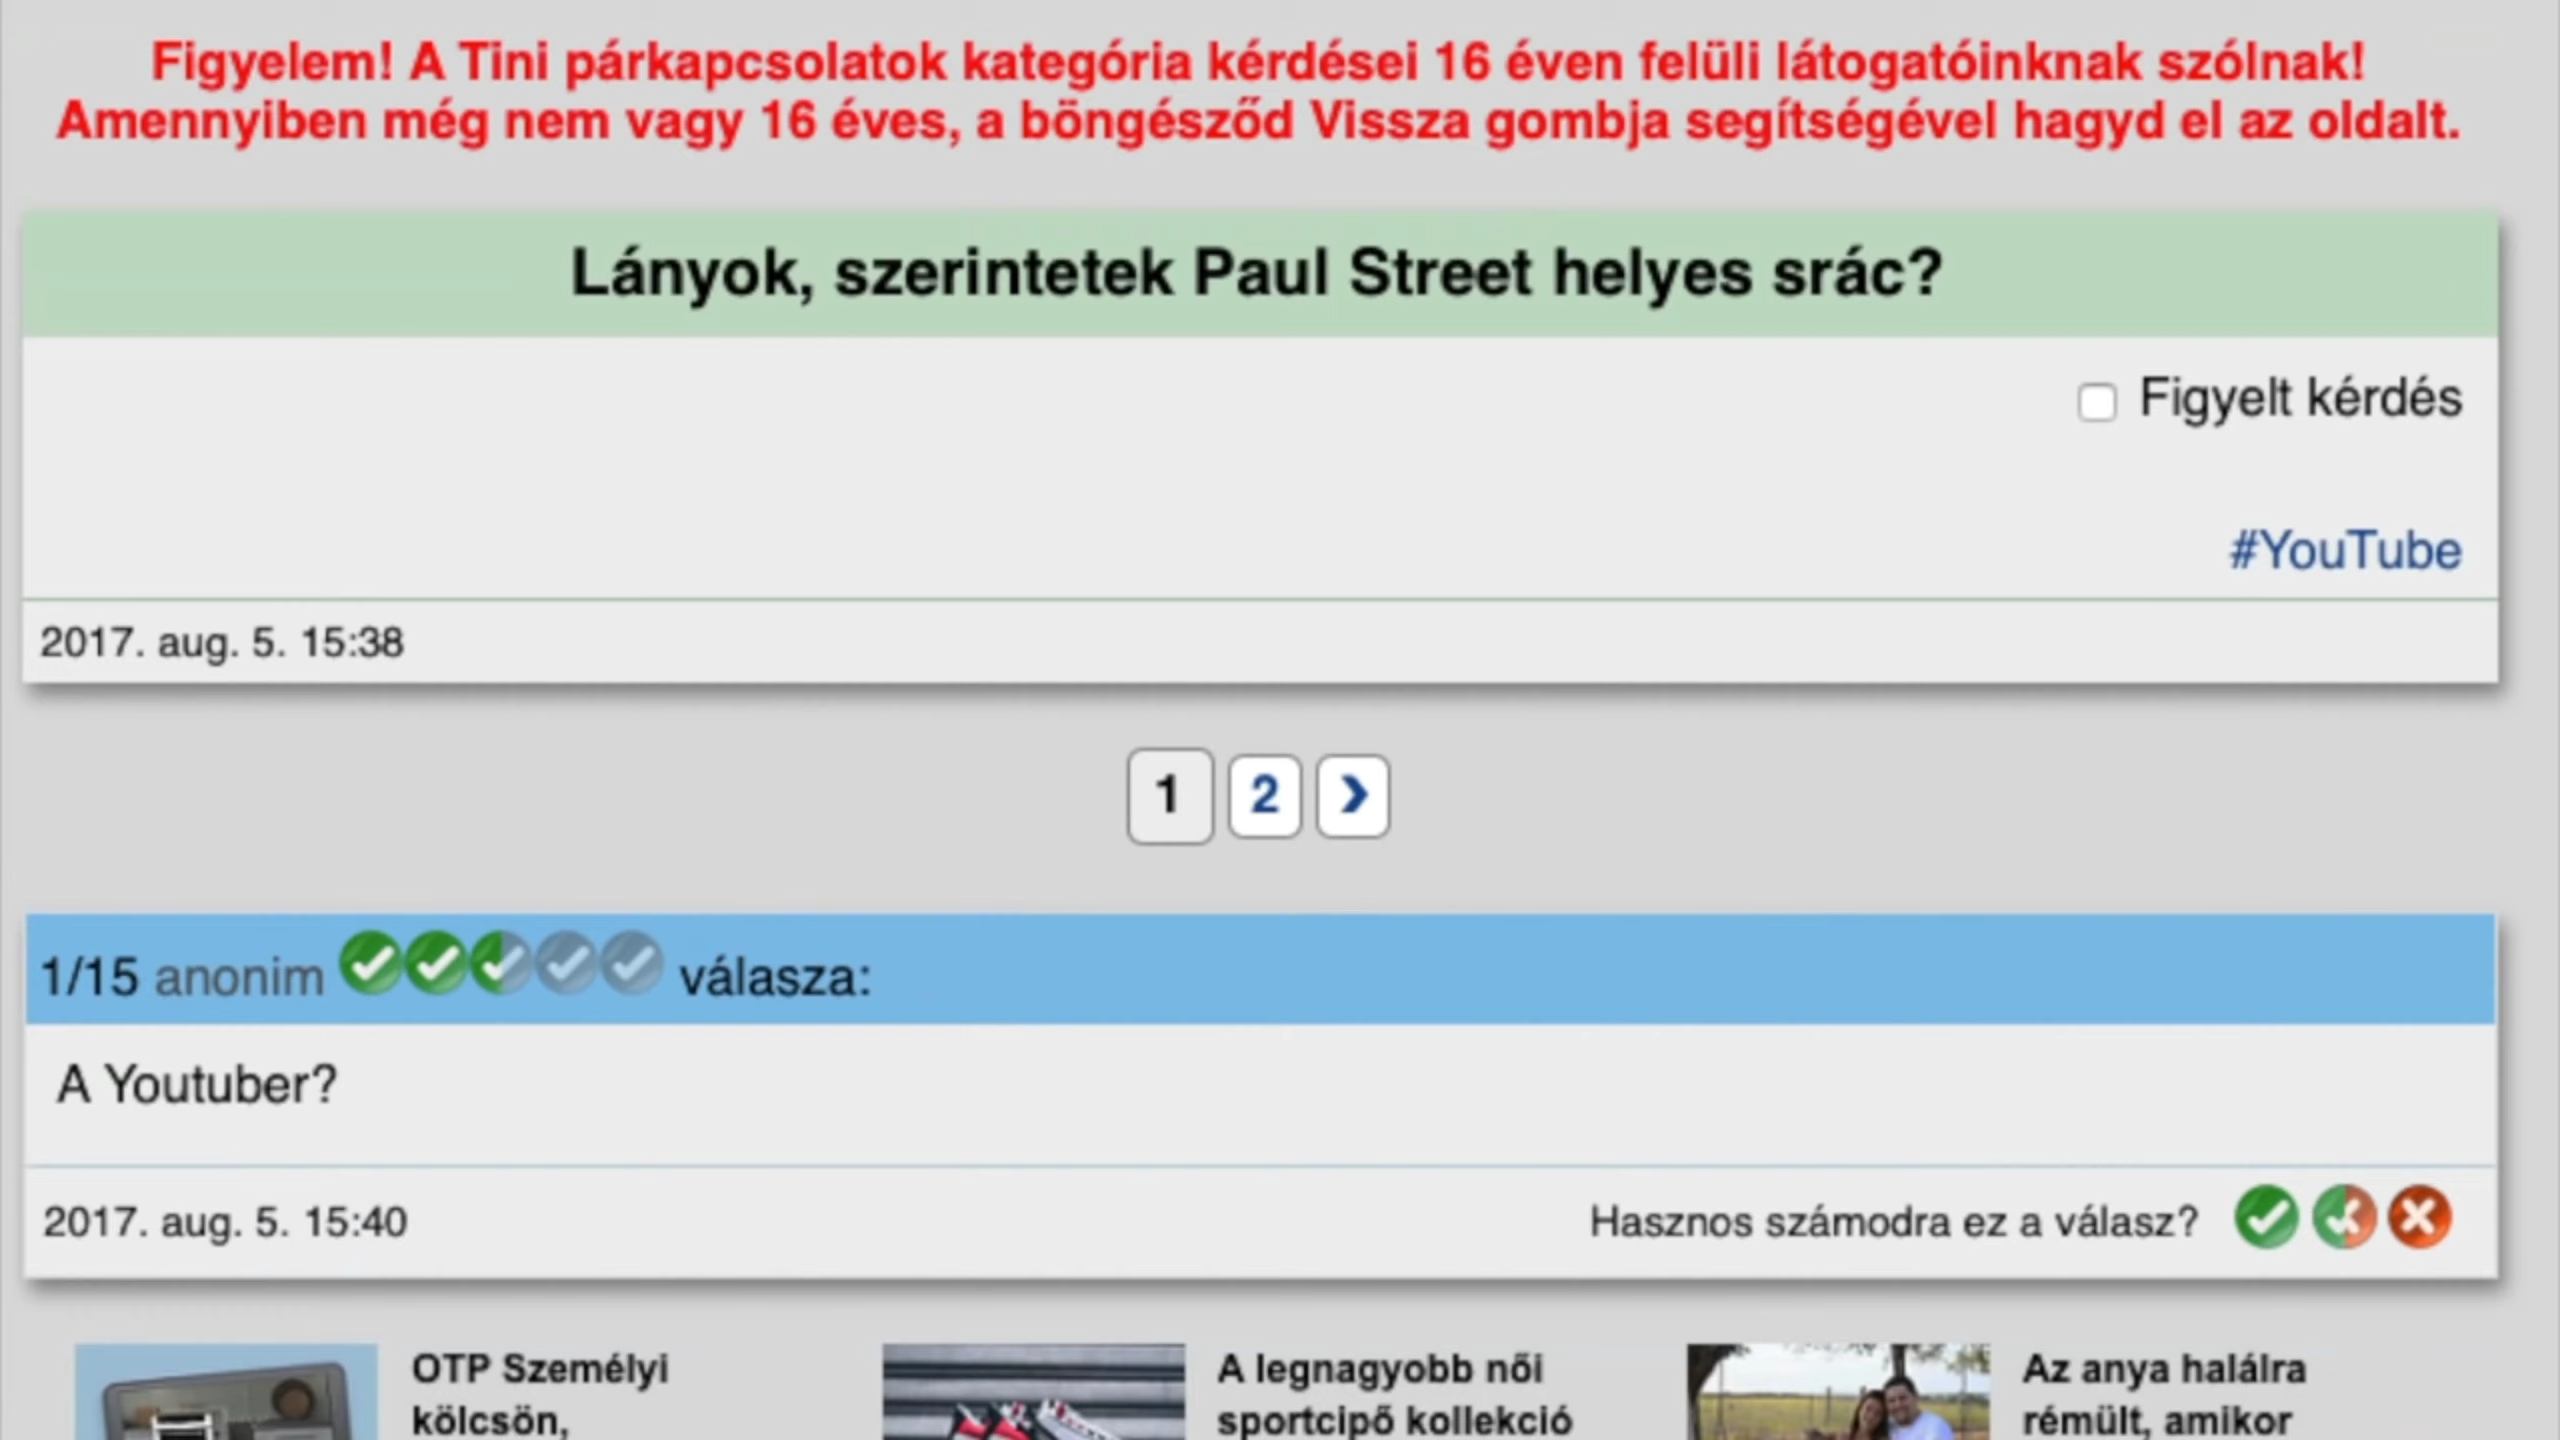 Figyelem! A Tini párkapcsolatok kategória kérdései 16 éven felüli látogatóinknak szólnak!
Amennyiben még nem vagy 16 éves, a böngésződ Vissza gombja segítségével hagyd el az oldalt.
Lányok, szerintetek Paul Street helyes srác?
Figyelt kérdés
#YouTube
2017. aug. 5. 15:38
1 2 ❯
1/15 anonim válasza:
A Youtuber?
2017. aug. 5. 15:40
Hasznos számodra ez a válasz?
OTP Személyi
kölcsön,
A legnagyobb női
sportcipő kollekció
Az anya halálra
rémült, amikor